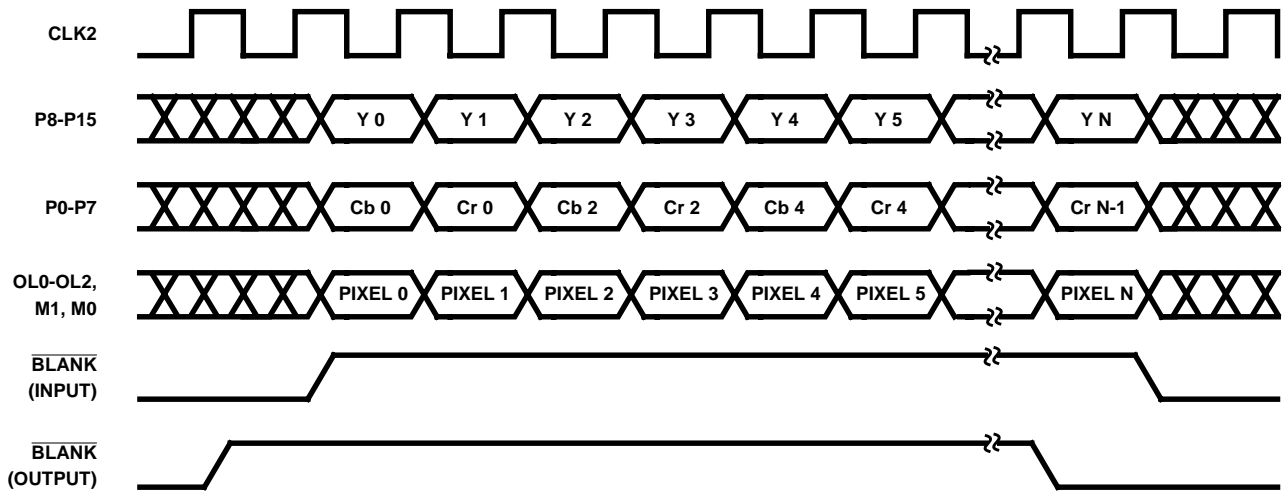 CLK2
P8-P15
Y 0 Y 1 Y 2 Y 3 Y 4 Y 5 Y N
P0-P7
Cb 0 Cr 0 Cb 2 Cr 2 Cb 4 Cr 4 Cr N-1
OL0-OL2,
M1, M0
PIXEL 0 PIXEL 1 PIXEL 2 PIXEL 3 PIXEL 4 PIXEL 5 PIXEL N
BLANK
(INPUT)
BLANK
(OUTPUT)